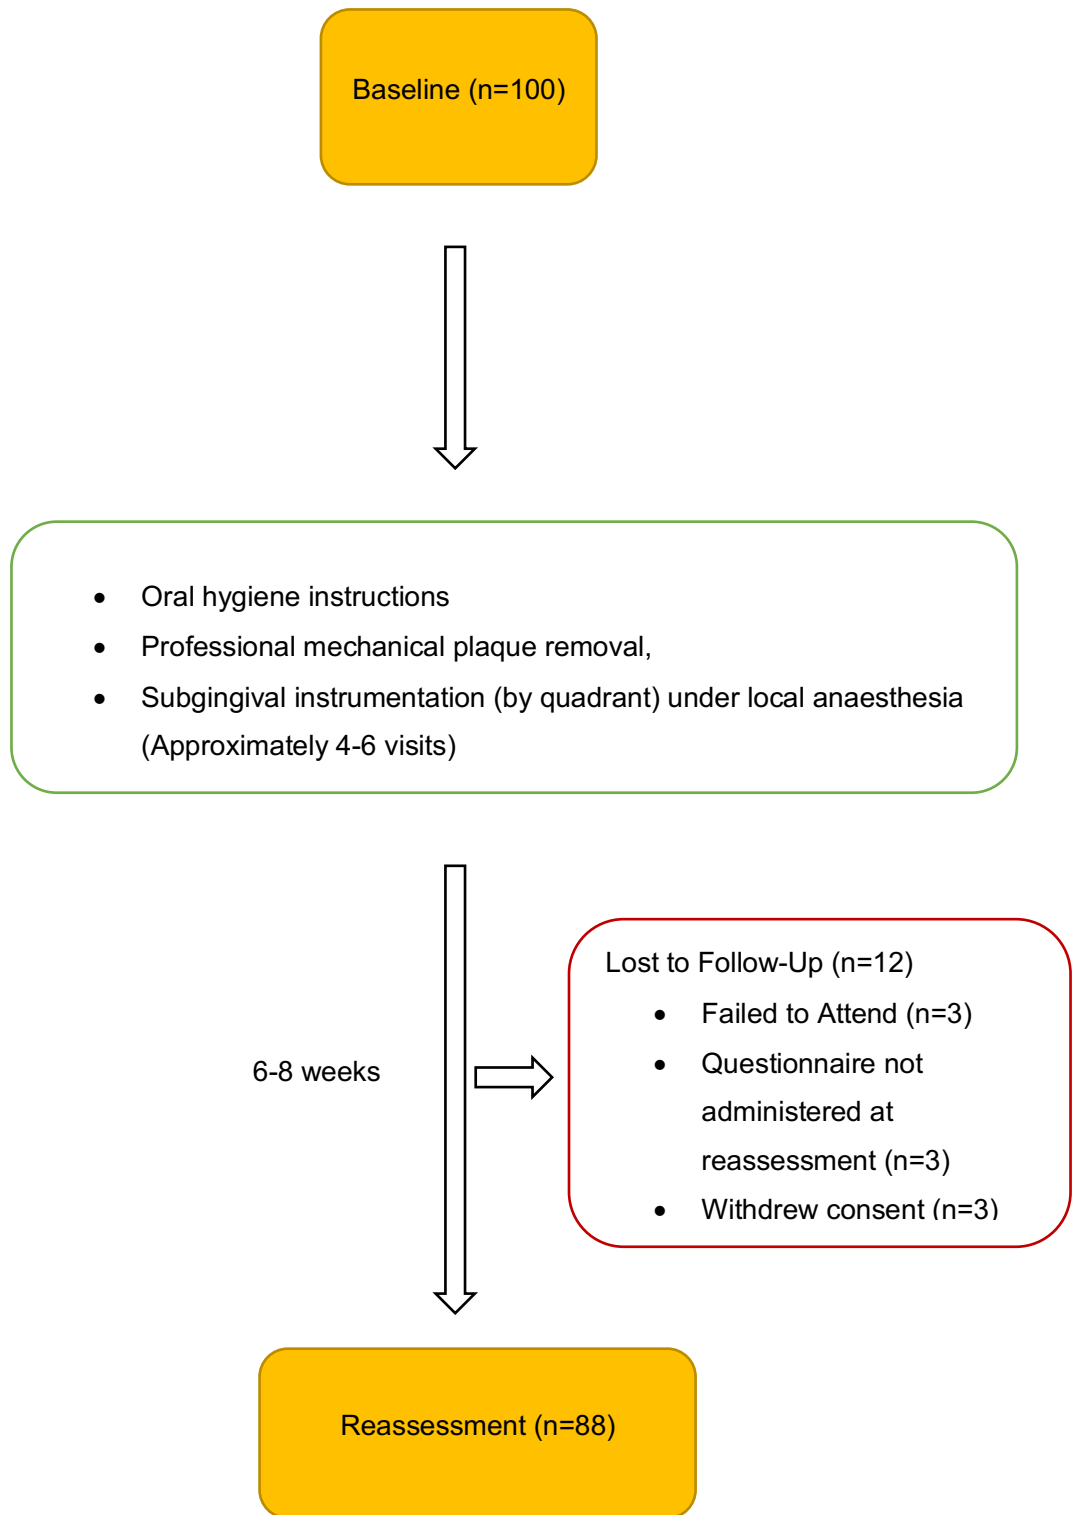 Baseline (n=100)
• Oral hygiene instructions
• Professional mechanical plaque removal,
• Subgingival instrumentation (by quadrant) under local anaesthesia
(Approximately 4-6 visits)
Lost to Follow-Up (n=12)
• Failed to Attend (n=3)
• Questionnaire not
administered at
reassessment (n=3)
• Withdrew consent (n=3)
6-8 weeks
Reassessment (n=88)